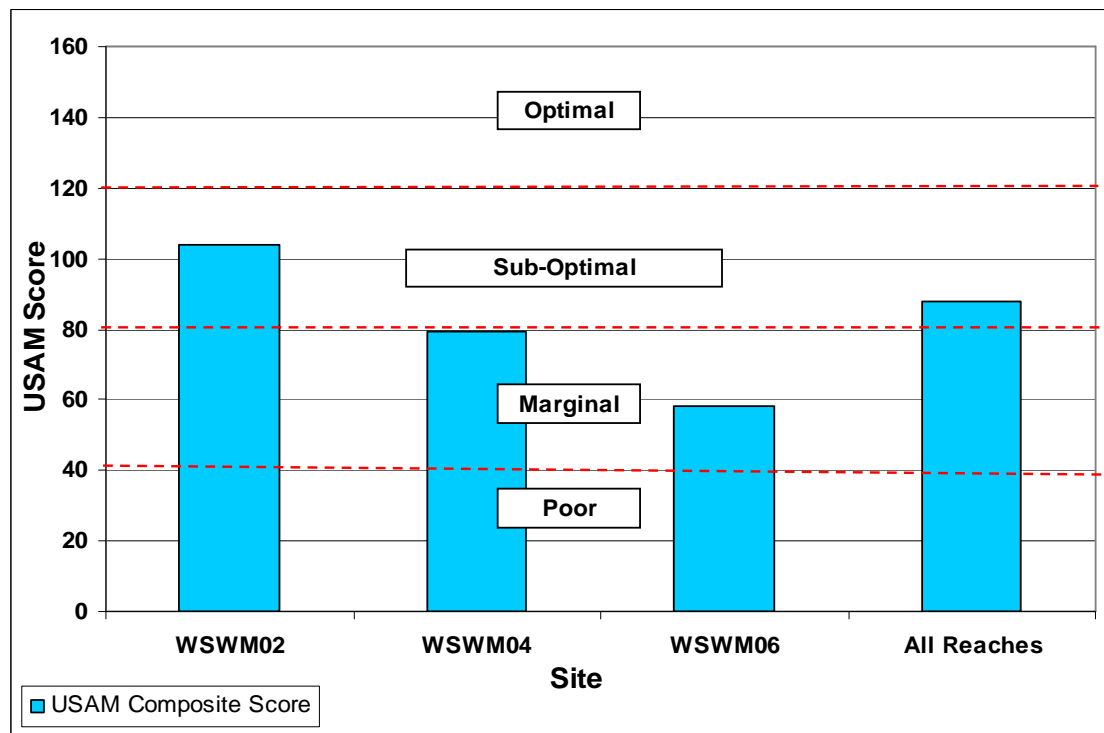 160
140
120
100
80
60
40
20
0
USAM Score
Optimal
Sub-Optimal
Marginal
Poor
WSWM02 WSWM04 WSWM06 All Reaches
Site
USAM Composite Score